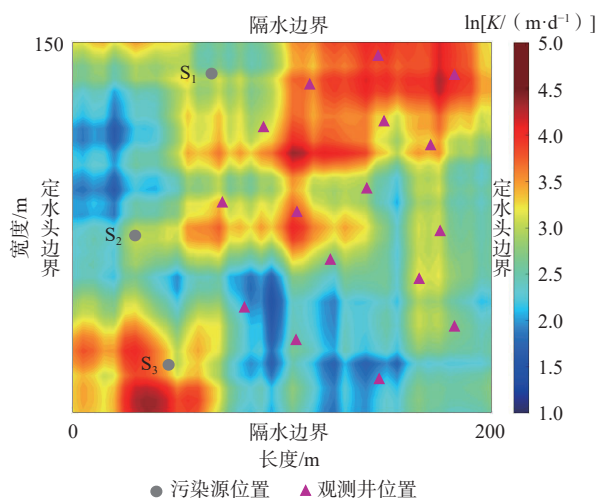 隔水边界
ln[K/（m·d⁻¹）]
150
S₁
S₂
S₃
宽度/m
定水头边界
定水头边界
5.0
4.5
4.0
3.5
3.0
2.5
2.0
1.5
1.0
0
隔水边界
200
长度/m
污染源位置
观测井位置